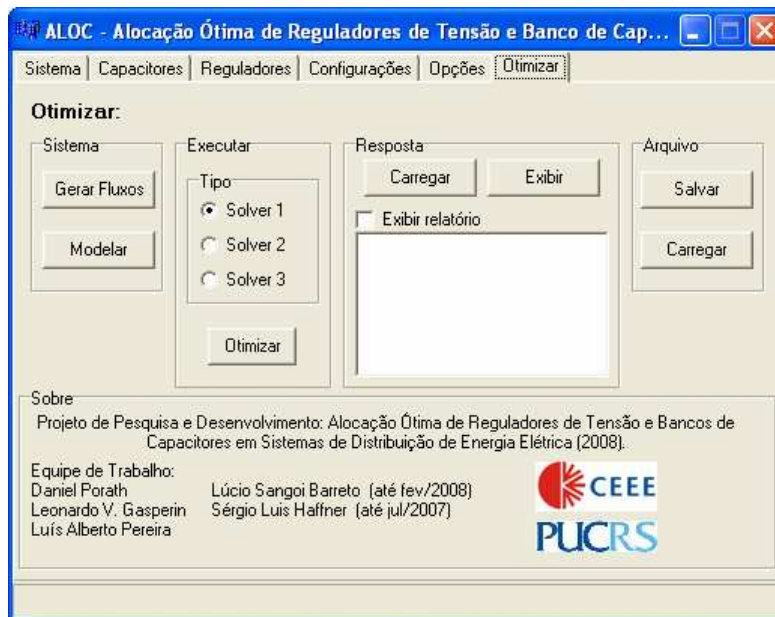 ALOC - Alocação Ótima de Reguladores de Tensão e Banco de Cap...
Sistema Capacitores Reguladores Configurações Opções Otimizar
Otimizar:
Sistema
Gerar Fluxos
Modelar
Executar
Tipo
Solver 1
Solver 2
Solver 3
Otimizar
Resposta
Carregar Exibir
Exibir relatório
Arquivo
Salvar
Carregar
Sobre
Projeto de Pesquisa e Desenvolvimento: Alocação Ótima de Reguladores de Tensão e Bancos de
Capacitores em Sistemas de Distribuição de Energia Elétrica (2008).
Equipe de Trabalho:
Daniel Porath Lúcio Sangoi Barreto (até fev/2008)
Leonardo V. Gasperin Sérgio Luis Haffner (até jul/2007)
Luís Alberto Pereira
CEEE
PUCRS